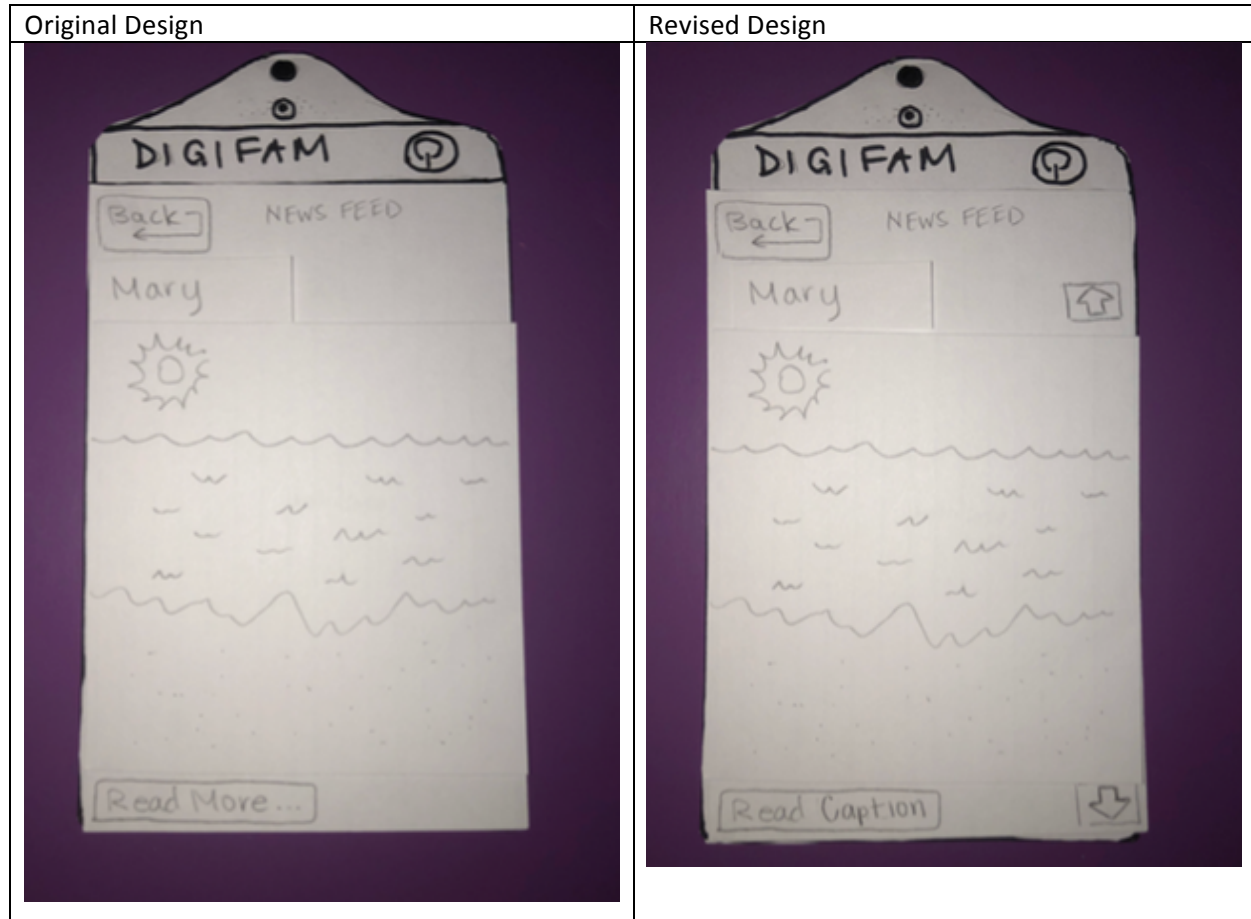 Original Design
Revised Design
DIGIFAM
Back
NEWS FEED
Mary
Read More...
DIGIFAM
Back
NEWS FEED
Mary
Read Caption